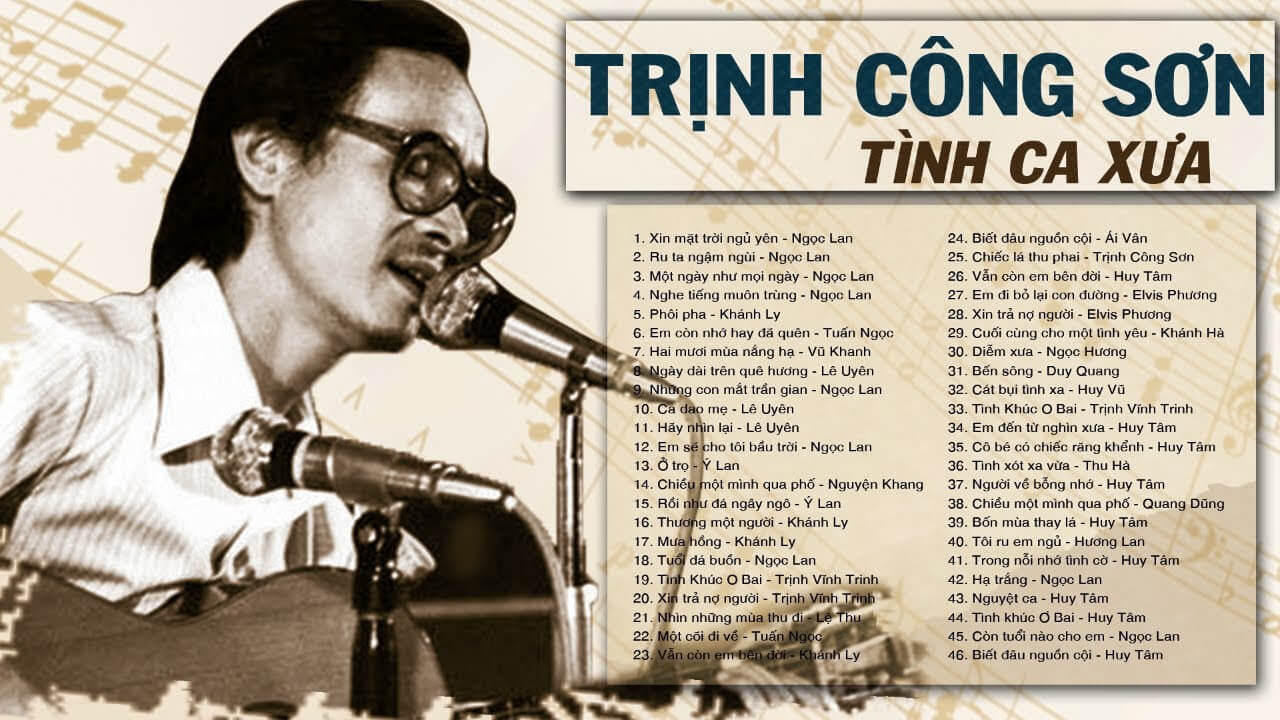 TRỊNH CÔNG SƠN
TÌNH CA XƯA
1. Xin mặt trời ngủ yên - Ngọc Lan
2. Ru ta ngậm ngùi - Ngọc Lan
3. Một ngày như mọi ngày - Ngọc Lan
4. Nghe tiếng muôn trùng - Ngọc Lan
5. Phôi pha - Khánh Ly
6. Em còn nhớ hay đã quên - Tuấn Ngọc
7. Hai mươi mùa nắng hạ - Vũ Khanh
8. Ngày dài trên quê hương - Lê Uyên
9. Những con mắt trần gian - Ngọc Lan
10. Ca dao mẹ - Lê Uyên
11. Hãy nhìn lại - Lê Uyên
12. Em sẽ cho tôi bầu trời - Ngọc Lan
13. Ở trọ - Ý Lan
14. Chiều một mình qua phố - Nguyện Khang
15. Rồi như đá ngây ngô - Ý Lan
16. Thương một người - Khánh Ly
17. Mưa hồng - Khánh Ly
18. Tuổi đá buồn - Ngọc Lan
19. Tình Khúc Ơ Bai - Trịnh Vĩnh Trinh
20. Xin trả nợ người - Trịnh Vĩnh Trinh
21. Nhìn những mùa thu đi - Lệ Thu
22. Một cõi đi về - Tuấn Ngọc
23. Vẫn còn em bên đời - Khánh Ly
24. Biết đâu nguồn cội - Ái Vân
25. Chiếc lá thu phai - Trịnh Công Sơn
26. Vẫn còn em bên đời - Huy Tâm
27. Em đi bỏ lại con đường - Elvis Phương
28. Xin trả nợ người - Elvis Phương
29. Cuối cùng cho một tình yêu - Khánh Hà
30. Diễm xưa - Ngọc Hương
31. Bến sông - Duy Quang
32. Cát bụi tình xa - Huy Vũ
33. Tình Khúc Ơ Bai - Trịnh Vĩnh Trinh
34. Em đến từ nghìn xưa - Huy Tâm
35. Cô bé có chiếc răng khểnh - Huy Tâm
36. Tình xót xa vừa - Thu Hà
37. Người về bỗng nhớ - Huy Tâm
38. Chiều một mình qua phố - Quang Dũng
39. Bốn mùa thay lá - Huy Tâm
40. Tôi ru em ngủ - Hương Lan
41. Trong nỗi nhớ tình cờ - Huy Tâm
42. Hạ trắng - Ngọc Lan
43. Nguyệt ca - Huy Tâm
44. Tình khúc Ơ Bai - Huy Tâm
45. Còn tuổi nào cho em - Ngọc Lan
46. Biết đâu nguồn cội - Huy Tâm